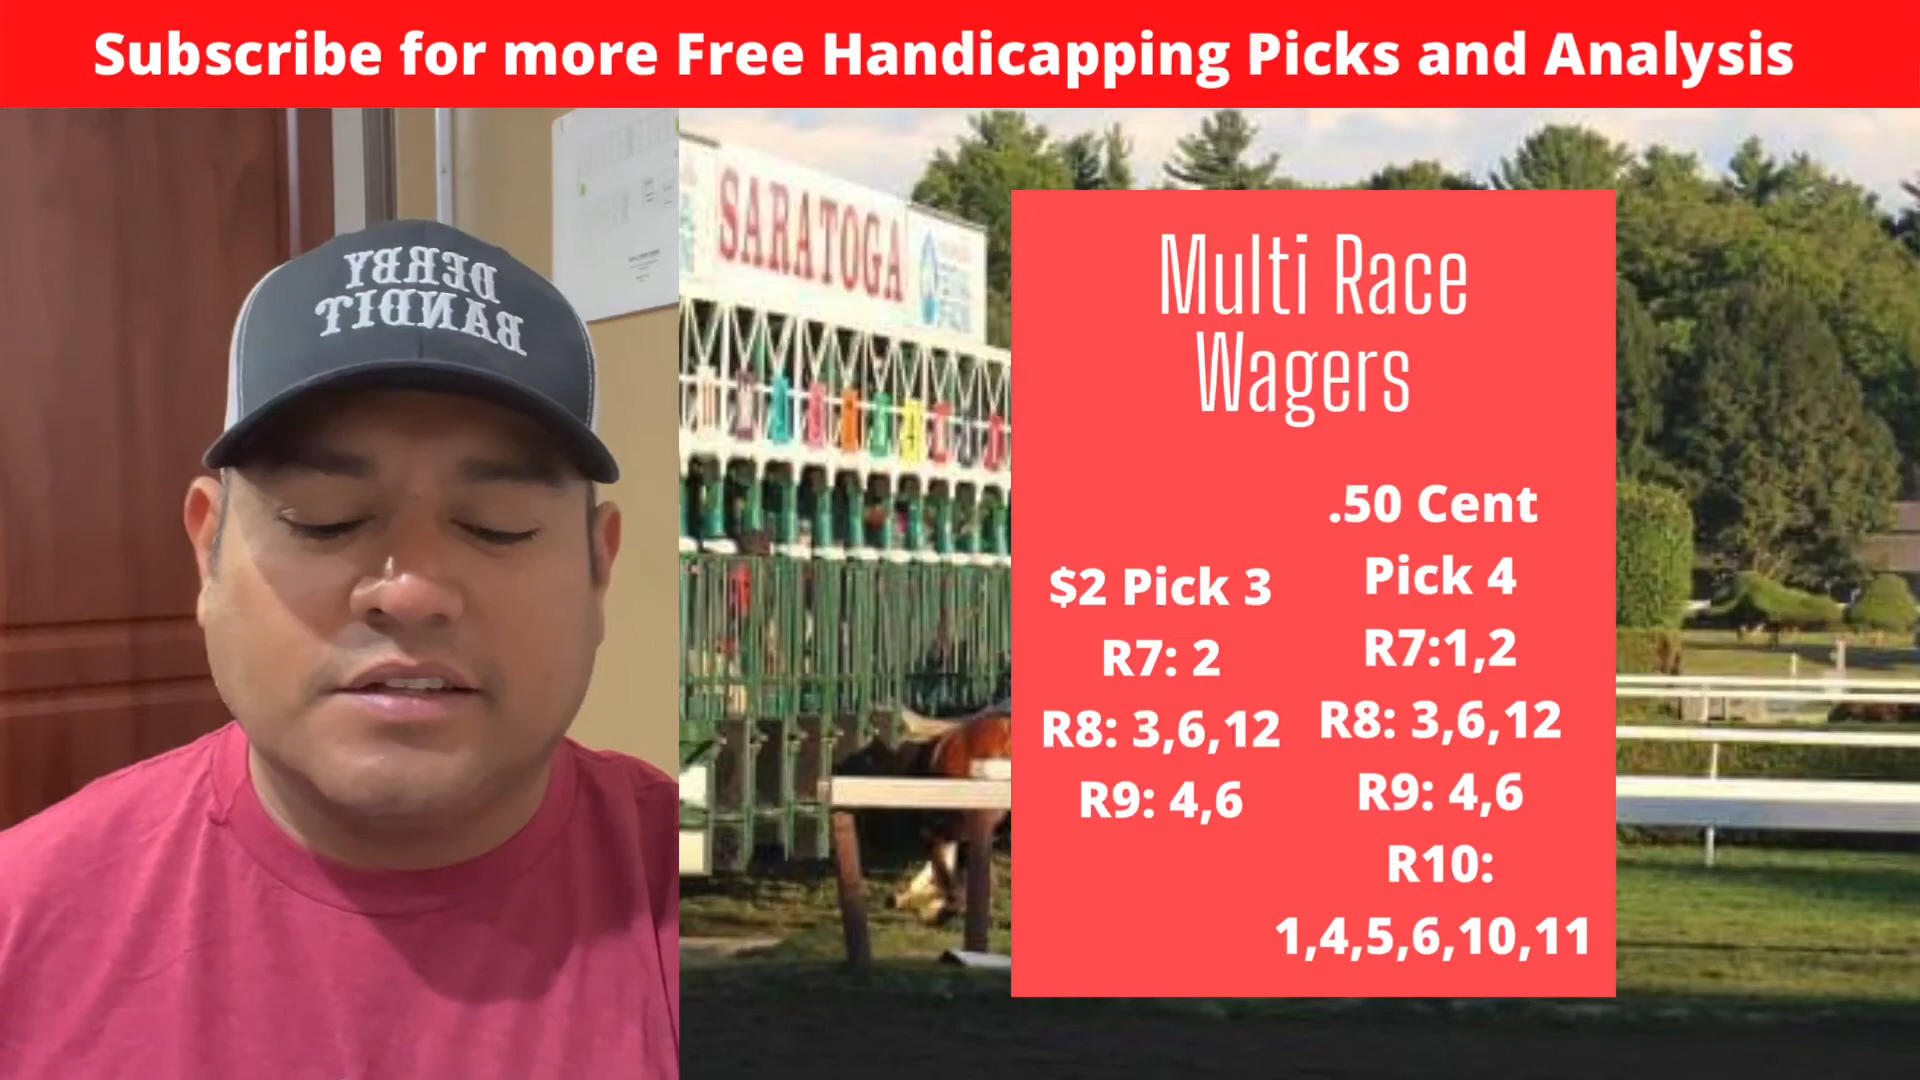 Subscribe for more Free Handicapping Picks and Analysis
DERBY
BANDIT
SARATOGA
Multi Race
Wagers
$2 Pick 3
R7: 2
R8: 3,6,12
R9: 4,6
.50 Cent
Pick 4
R7:1,2
R8: 3,6,12
R9: 4,6
R10:
1,4,5,6,10,11